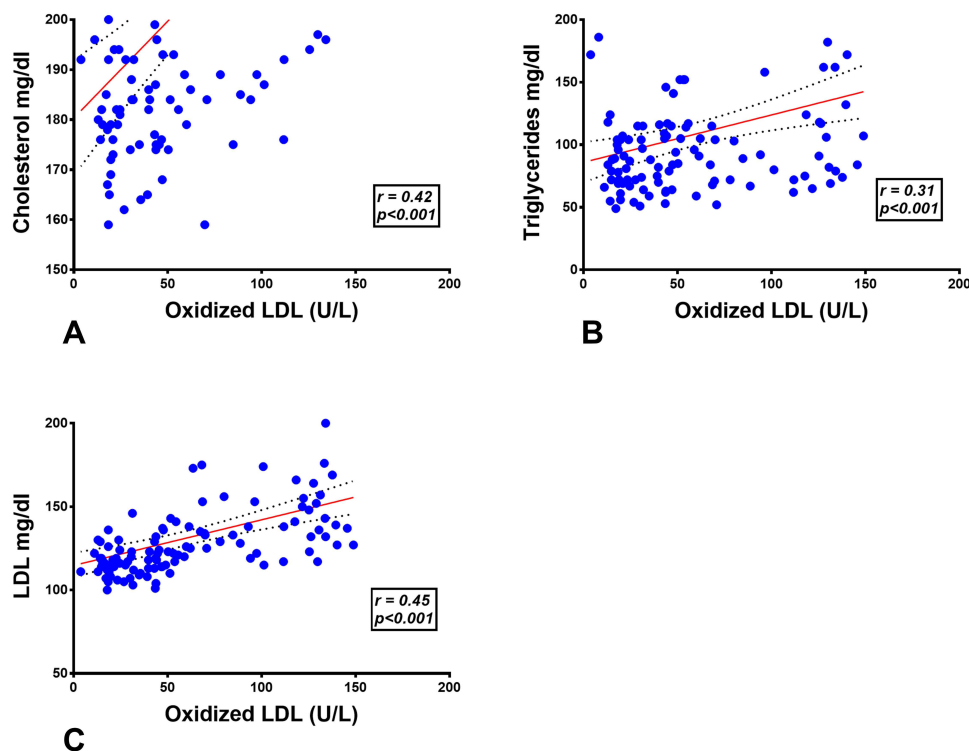 200
190
180
170
160
150
Cholesterol mg/dl
0
50
100
150
200
Oxidized LDL (U/L)
r = 0.42
p<0.001
A
200
150
100
50
0
Triglycerides mg/dl
0
50
100
150
200
Oxidized LDL (U/L)
r = 0.31
p<0.001
B
200
150
100
50
LDL mg/dl
0
50
100
150
200
Oxidized LDL (U/L)
r = 0.45
p<0.001
C